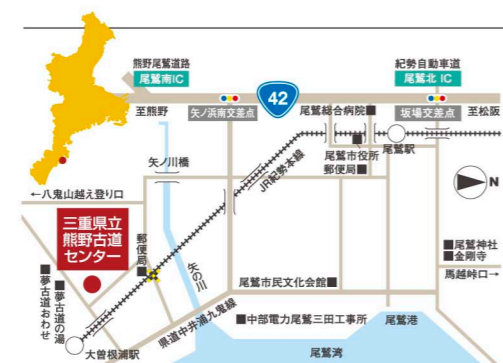 熊野尾鷲道路
尾鷲南IC
紀勢自動車道
尾鷲北 IC
42
至熊野
矢ノ浜南交差点
尾鷲総合病院■
坂場交差点
至松阪
■
尾鷲市役所
郵便局■
尾鷲駅
矢ノ川橋
JR紀勢本線
N
←八鬼山越え登り口
三重県立
熊野古道
センター
郵便局■
矢の川
■尾鷲神社
■金剛寺
馬越峠口→
■夢古道おわせ
■夢古道の湯
尾鷲市民文化会館■
県道中井浦九鬼線
■中部電力尾鷲三田工事所
尾鷲港
大曽根浦駅
尾鷲湾